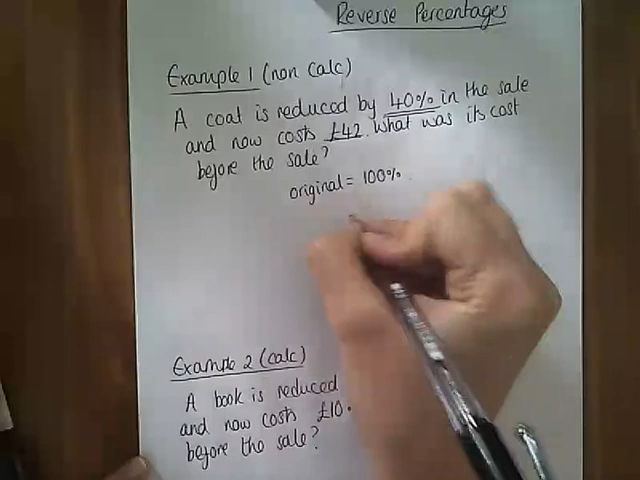 Reverse Percentages
Example 1 (non calc)
A coat is reduced by 40% in the sale
and now costs £42. What was its cost
before the sale?
original = 100%
Example 2 (calc)
A book is reduced
and now costs £10.
before the sale?